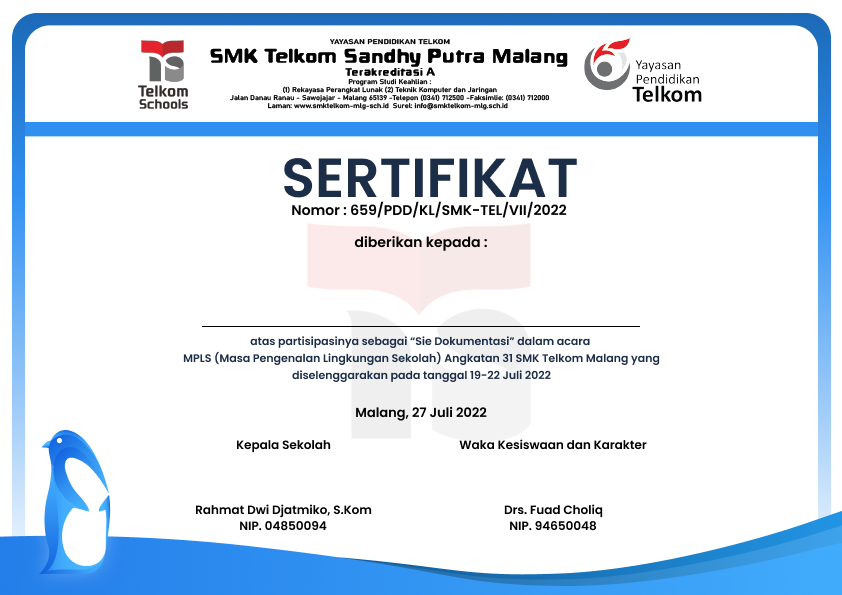 YAYASAN PENDIDIKAN TELKOM
SMK Telkom Sandhy Putra Malang
Terakreditasi A
Program Studi Keahlian :
(1) Rekayasa Perangkat Lunak (2) Teknik Komputer dan Jaringan
Jalan Danau Ranau - Sawojajar - Malang 65139 -Telepon (0341) 712500 -Faksimile: (0341) 712000
Laman: www.smktelkom-mlg.sch.id Surel: info@smktelkom-mlg.sch.id
Telkom
Schools
Yayasan
Pendidikan
Telkom
SERTIFIKAT
Nomor : 659/PDD/KL/SMK-TEL/VII/2022
diberikan kepada :
atas partisipasinya sebagai “Sie Dokumentasi” dalam acara
MPLS (Masa Pengenalan Lingkungan Sekolah) Angkatan 31 SMK Telkom Malang yang
diselenggarakan pada tanggal 19-22 Juli 2022
Malang, 27 Juli 2022
Kepala Sekolah
Waka Kesiswaan dan Karakter
Rahmat Dwi Djatmiko, S.Kom
NIP. 04850094
Drs. Fuad Choliq
NIP. 94650048